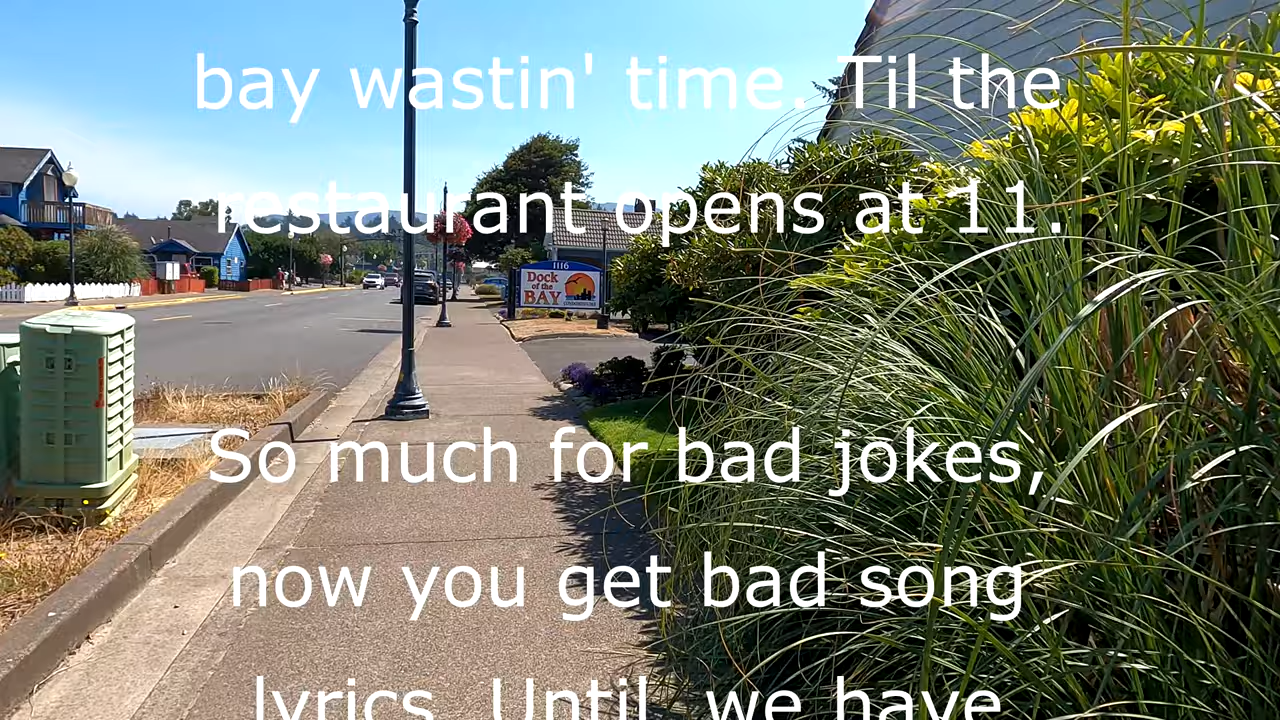 bay wastin' time. Til the
restaurant opens at 11.
1116
Dock
of the
BAY
So much for bad jokes,
now you get bad song
lyrics. Until, we have